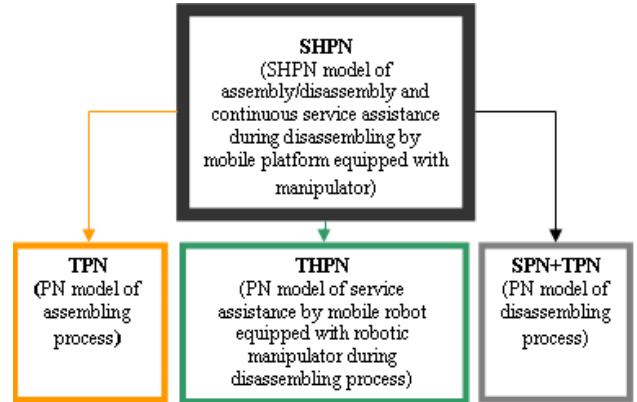 SHPN
(SHPN model of
assembly/disassembly and
continuous service assistance
during disassembling by
mobile platform equipped with
manipulator)
TPN
(PN model of
assembling
process)
THPN
(PN model of service
assistance by mobile robot
equipped with robotic
manipulator during
disassembling process)
SPN+TPN
(PN model of
disassembling
process)